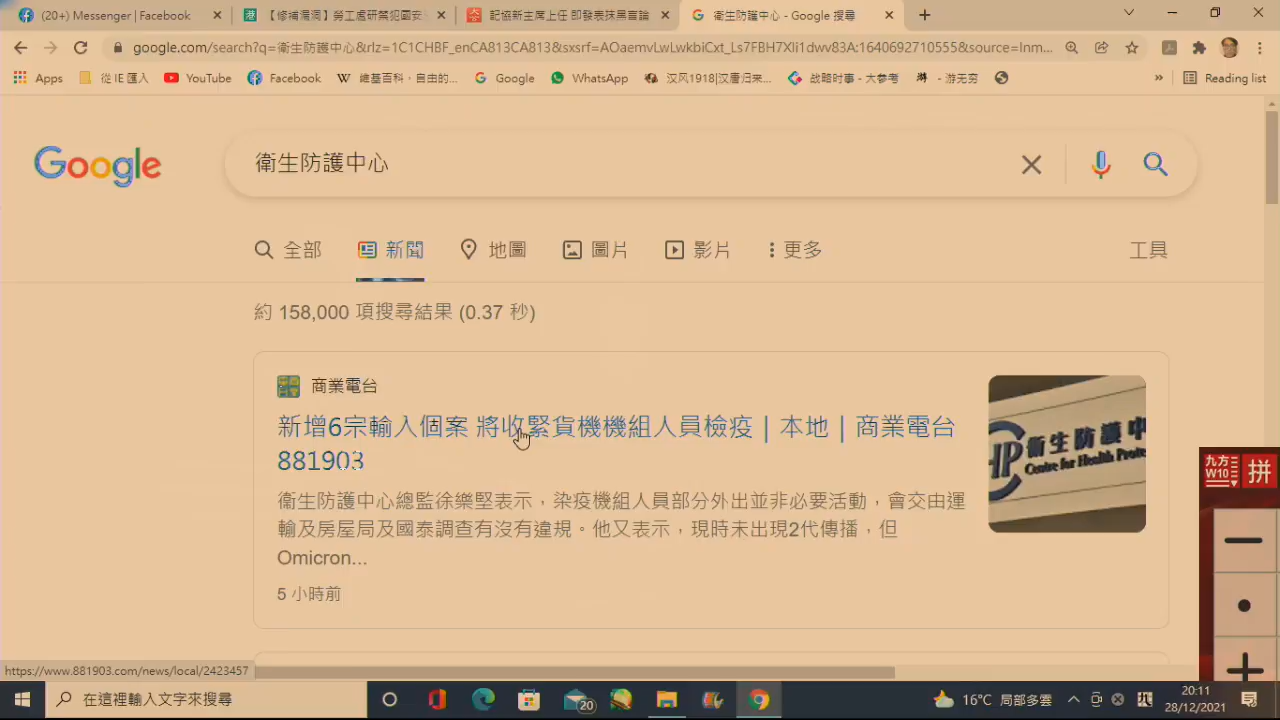 (20+) Messenger | Facebook
【修補漏洞】勞工處研禁犯囯安
記協新主席上任 即發表抹黑言論
衛生防護中心 - Google 搜尋
google.com/search?q=衛生防護中心&rlz=1C1CHBF_enCA813CA813&sxsrf=AOaemvLwLwkbiCxt_Ls7FBH7Xli1dwv83A:1640692710555&source=lnm...
Apps
從 IE 匯入
YouTube
Facebook
維基百科，自由的...
Google
WhatsApp
汉风1918|汉唐归来...
战略时事 - 大参考
- 游无穷
»
Reading list
Google
衛生防護中心
全部
新聞
地圖
圖片
影片
更多
工具
約 158,000 項搜尋結果 (0.37 秒)
商業電台
新增6宗輸入個案 將收緊貨機機組人員檢疫｜本地｜商業電台
881903
衞生防護中心總監徐樂堅表示，染疫機組人員部分外出並非必要活動，會交由運
輸及房屋局及國泰調查有沒有違規。他又表示，現時未出現2代傳播，但
Omicron...
5 小時前
衞生防護中
Centre for Health Prote
九方
W10
拼
https://www.881903.com/news/local/2423457
在這裡輸入文字來搜尋
20
16°C 局部多雲
20:11
28/12/2021